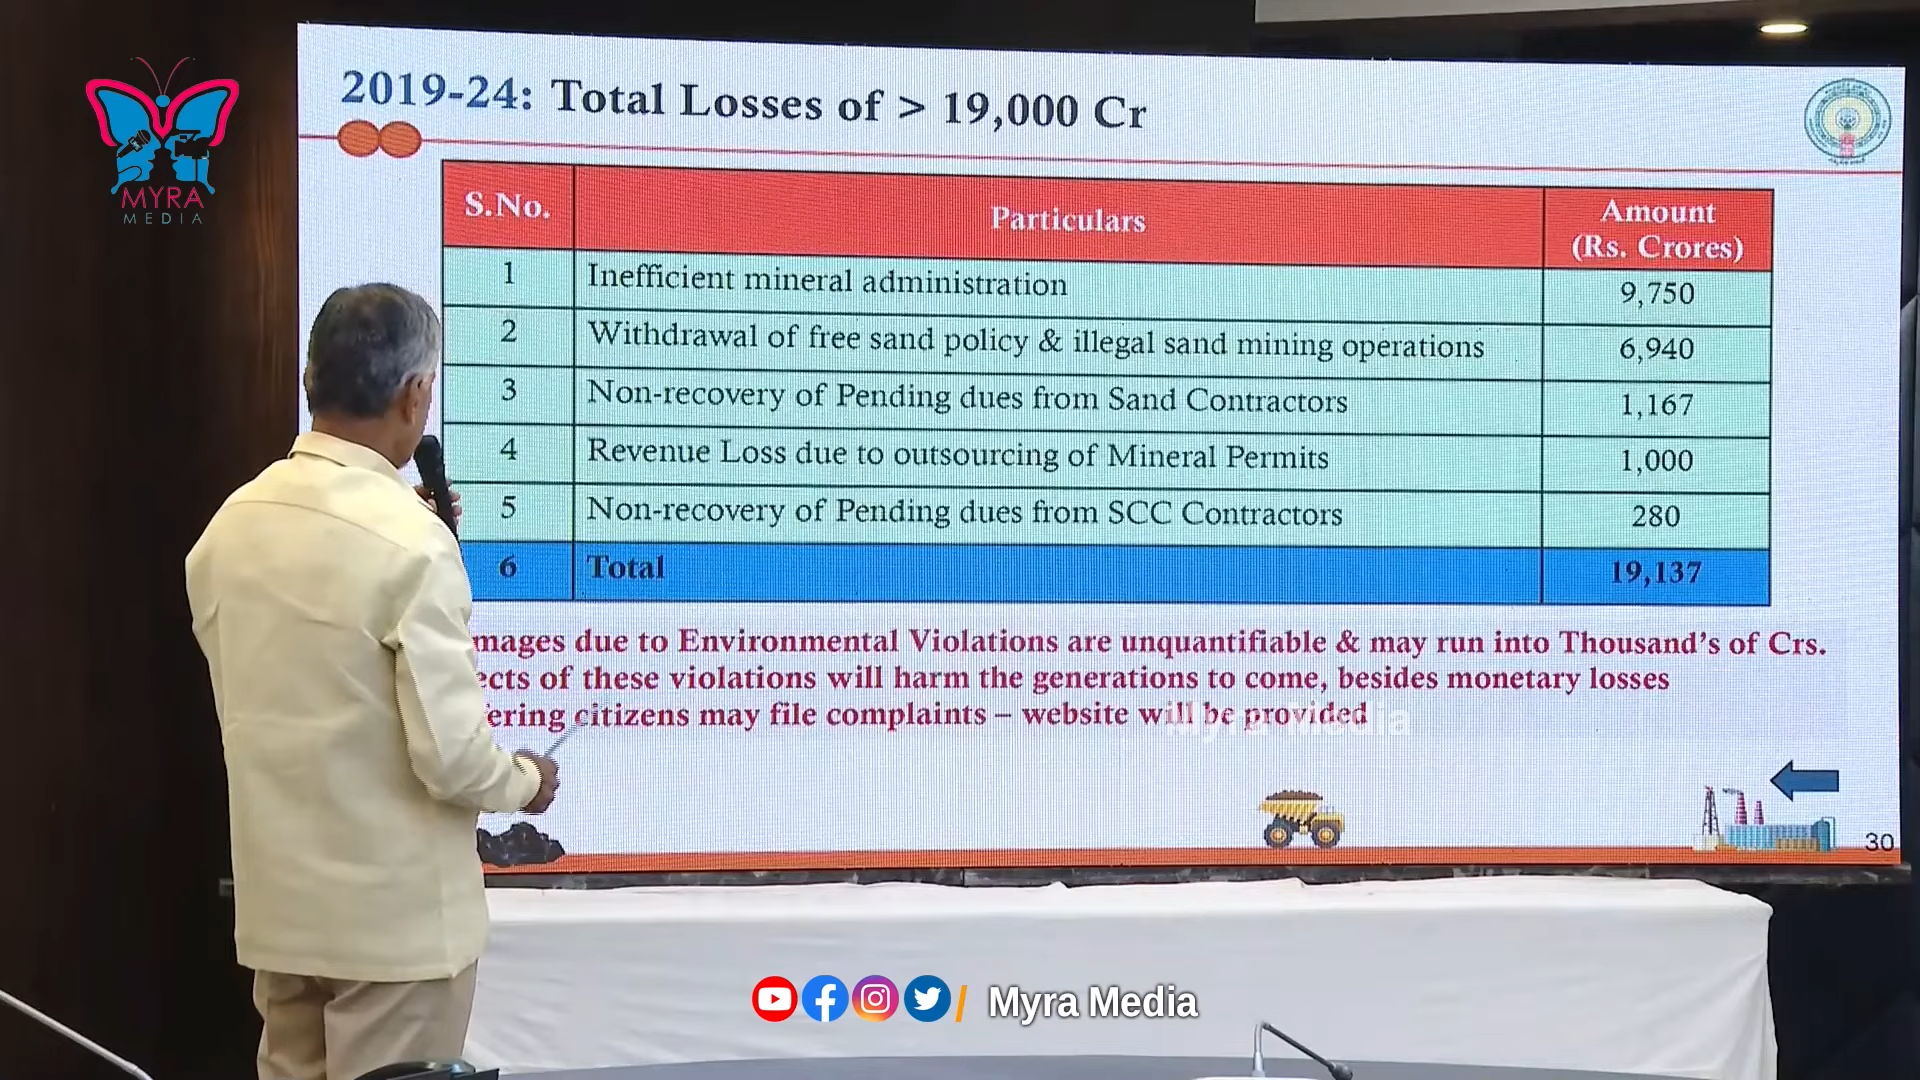 MYRA
MEDIA
2019-24: Total Losses of > 19,000 Cr
S.No. Particulars Amount (Rs. Crores)
1 Inefficient mineral administration 9,750
2 Withdrawal of free sand policy & illegal sand mining operations 6,940
3 Non-recovery of Pending dues from Sand Contractors 1,167
4 Revenue Loss due to outsourcing of Mineral Permits 1,000
5 Non-recovery of Pending dues from SCC Contractors 280
6 Total 19,137
mages due to Environmental Violations are unquantifiable & may run into Thousand's of Crs.
ects of these violations will harm the generations to come, besides monetary losses
ering citizens may file complaints – website will be provided
Myra Media
30
/ Myra Media